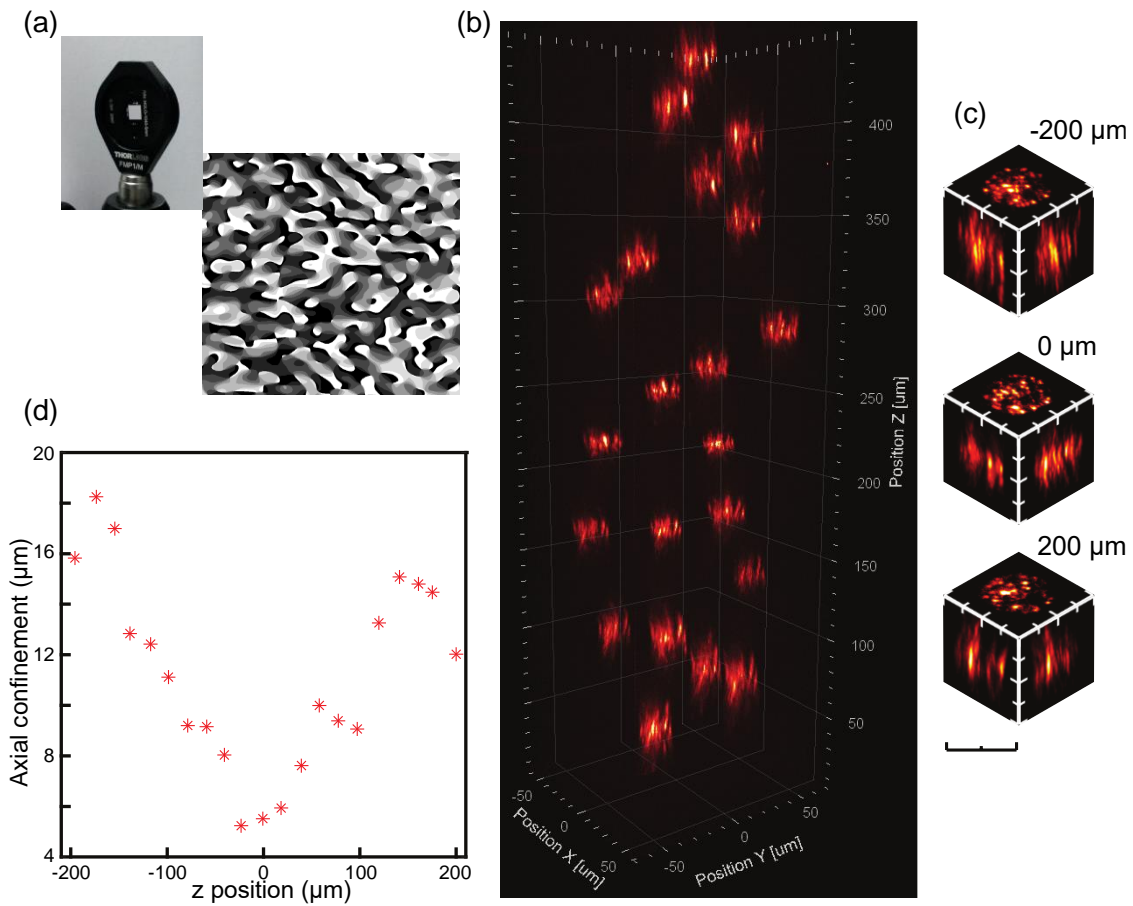 (a)
THORLABS
FMP1/M
(b)
400
350
300
250
200
150
100
50
Position Z [um]
-50
0
50
Position X [um]
-50
0
50
Position Y [um]
(c)
-200 µm
0 µm
200 µm
(d)
20
16
12
8
4
Axial confinement (µm)
-200
-100
0
100
200
z position (µm)